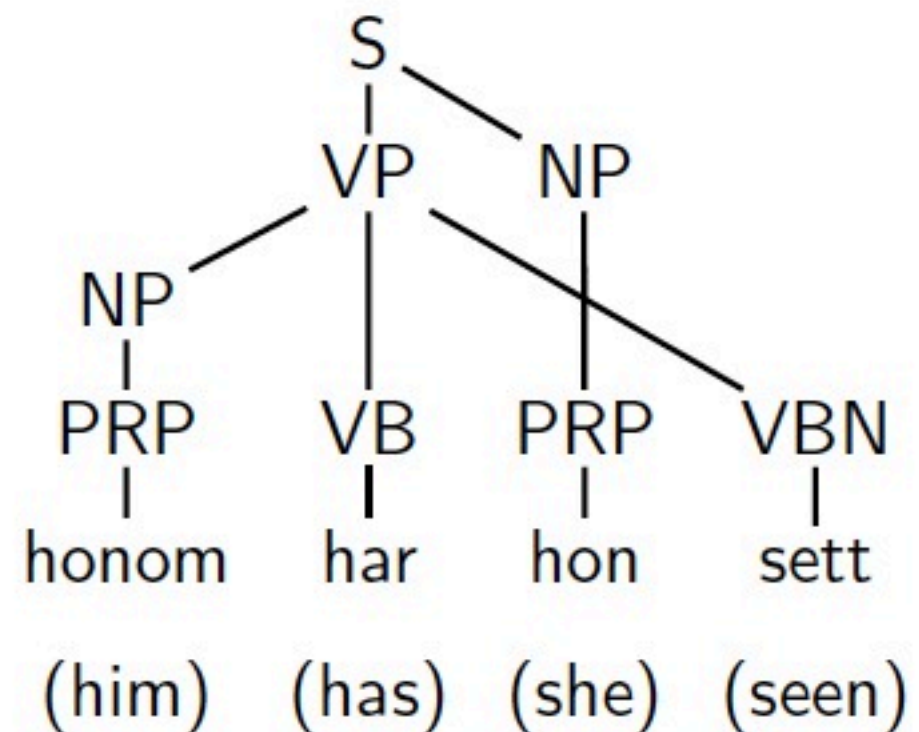 S
VP NP
NP
PRP VB PRP VBN
honom har hon sett
(him) (has) (she) (seen)